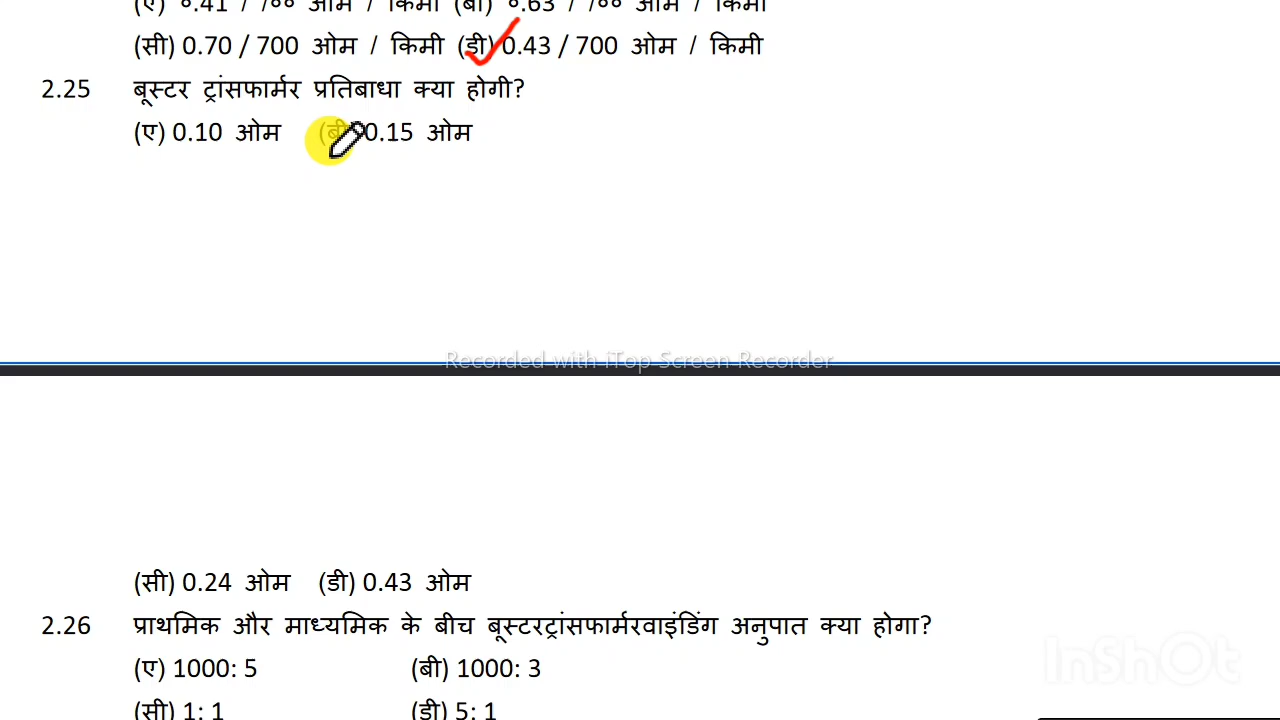 (सी) 0.70 / 700 ओम / किमी (डी) 0.43 / 700 ओम / किमी
2.25 बूस्टर ट्रांसफार्मर प्रतिबाधा क्या होगी?
(ए) 0.10 ओम (बी) 0.15 ओम
Recorded with iTop Screen Recorder
(सी) 0.24 ओम (डी) 0.43 ओम
2.26 प्राथमिक और माध्यमिक के बीच बूस्टरट्रांसफार्मरवाइंडिंग अनुपात क्या होगा?
(ए) 1000: 5 (बी) 1000: 3
InShOt
(सी) 1: 1 (डी) 5: 1